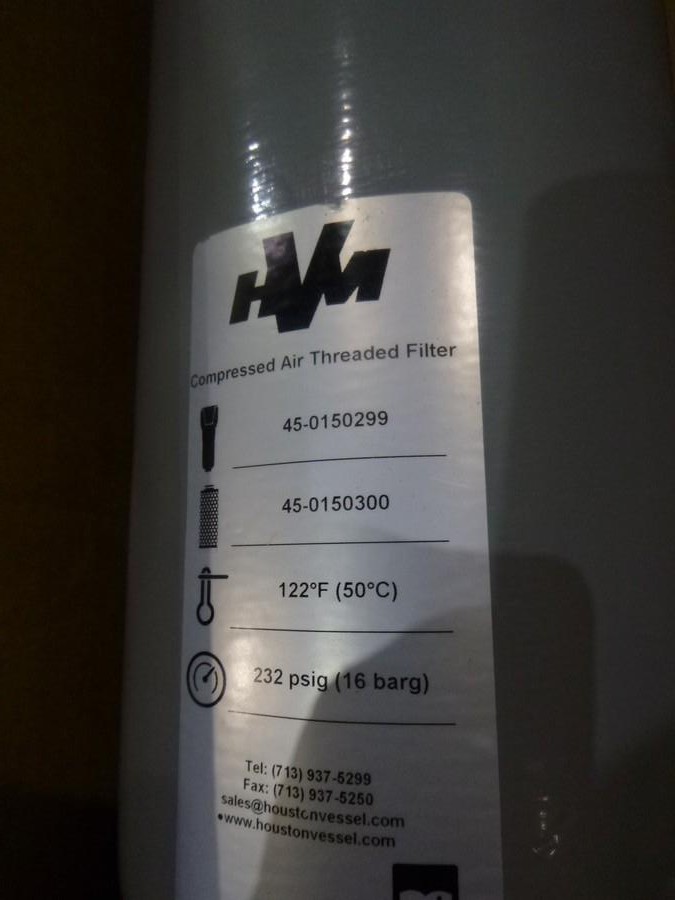 HVM
Compressed Air Threaded Filter
45-0150299
45-0150300
122°F (50°C)
232 psig (16 barg)
Tel: (713) 937-5299
Fax: (713) 937-5250
sales@houstonvessel.com
•www.houstonvessel.com